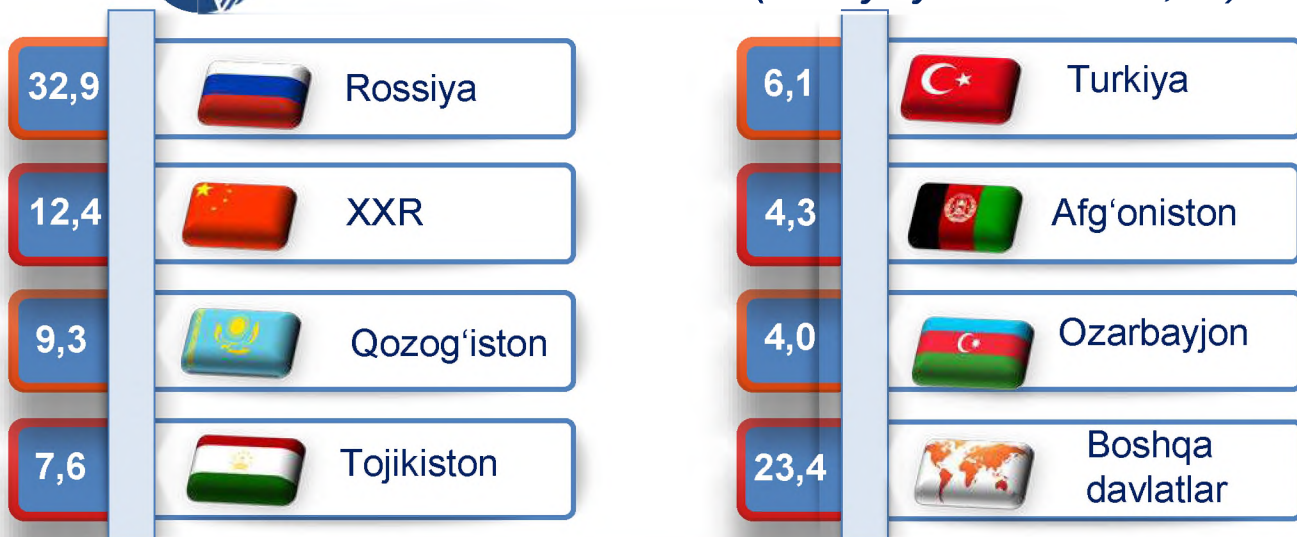 32,9 Rossiya
12,4 XXR
9,3 Qozog‘iston
7,6 Tojikiston
6,1 Turkiya
4,3 Afg‘oniston
4,0 Ozarbayjon
23,4 Boshqa
davlatlar